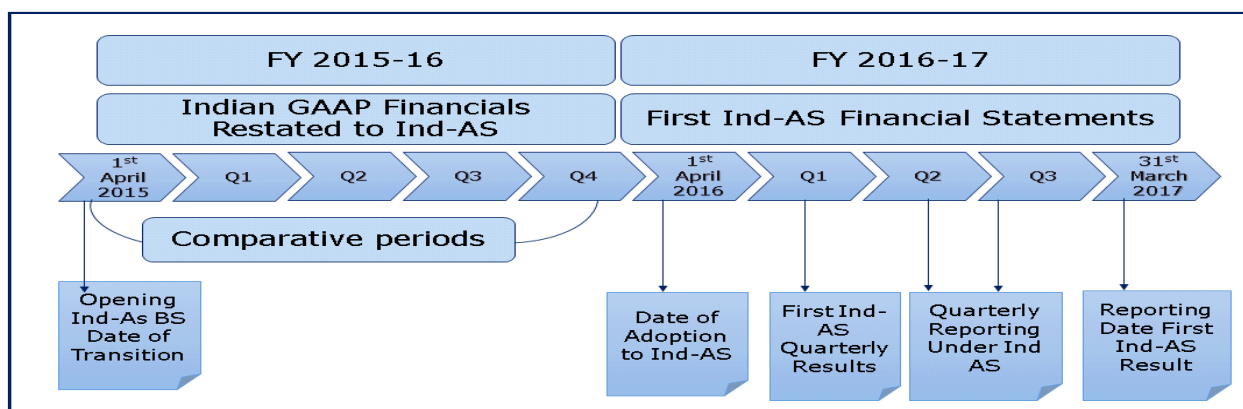 FY 2015-16
FY 2016-17
Indian GAAP Financials
Restated to Ind-AS
First Ind-AS Financial Statements
1st
April
2015
Q1
Q2
Q3
Q4
1st
April
2016
Q1
Q2
Q3
31st
March
2017
Comparative periods
Opening
Ind-As BS
Date of
Transition
Date of
Adoption
to Ind-AS
First Ind-
AS
Quarterly
Results
Quarterly
Reporting
Under Ind
AS
Reporting
Date First
Ind-AS
Result